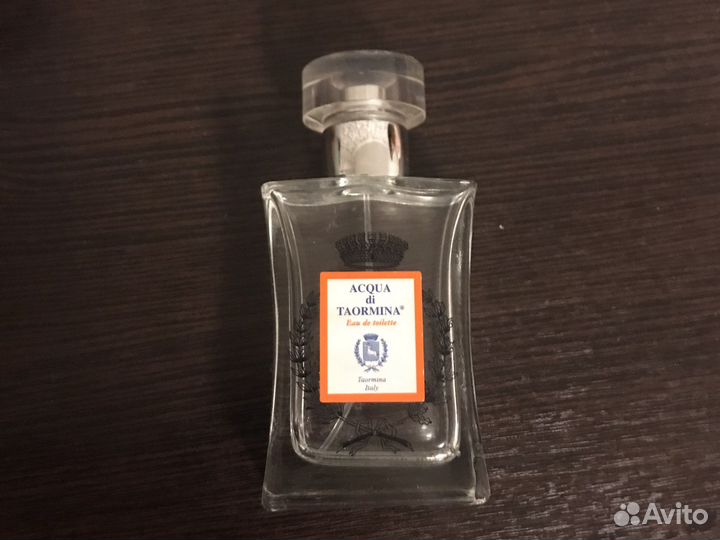 ACQUA
di
TAORMINA®
Eau de toilette
Taormina
Italy
Avito